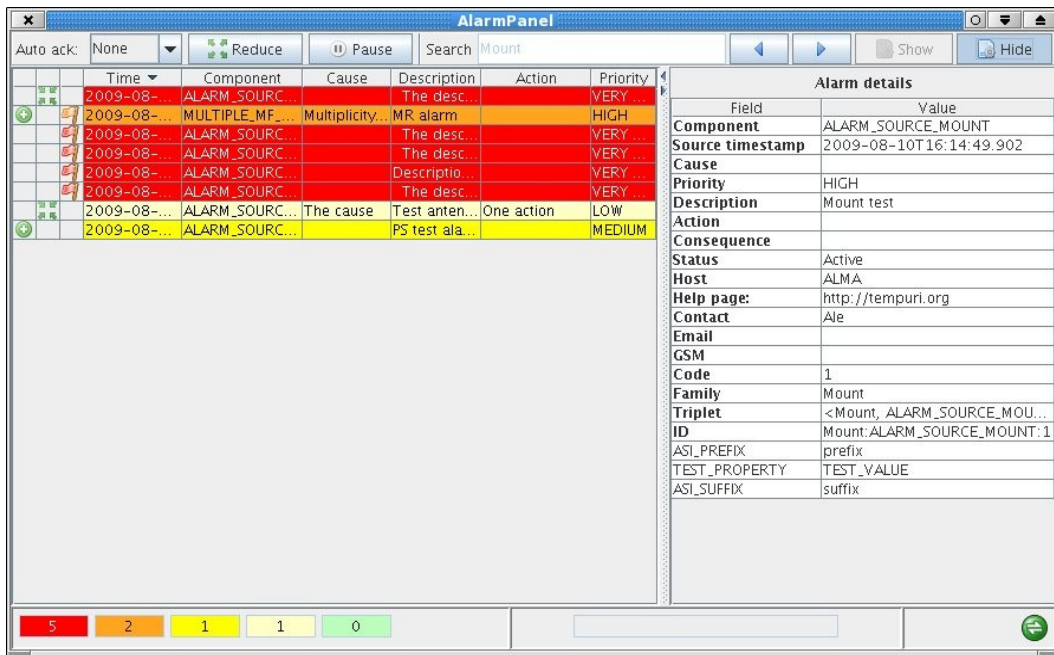 AlarmPanel
Auto ack: None Reduce Pause Search Mount Show Hide
Time Component Cause Description Action Priority
2009-08-... ALARM_SOURC... The desc... VERY ...
2009-08-... MULTIPLE_MF_... Multiplicity... MR alarm HIGH
2009-08-... ALARM_SOURC... The desc... VERY ...
2009-08-... ALARM_SOURC... The desc... VERY ...
2009-08-... ALARM_SOURC... Descriptio... VERY ...
2009-08-... ALARM_SOURC... The desc... VERY ...
2009-08-... ALARM_SOURC... The cause Test anten... One action LOW
2009-08-... ALARM_SOURC... PS test ala... MEDIUM
Alarm details
Field Value
Component ALARM_SOURCE_MOUNT
Source timestamp 2009-08-10T16:14:49.902
Cause
Priority HIGH
Description Mount test
Action
Consequence
Status Active
Host ALMA
Help page: http://tempuri.org
Contact Ale
Email
GSM
Code 1
Family Mount
Triplet <Mount, ALARM_SOURCE_MOU...
ID Mount:ALARM_SOURCE_MOUNT:1
ASI_PREFIX prefix
TEST_PROPERTY TEST_VALUE
ASI_SUFFIX suffix
5 2 1 1 0